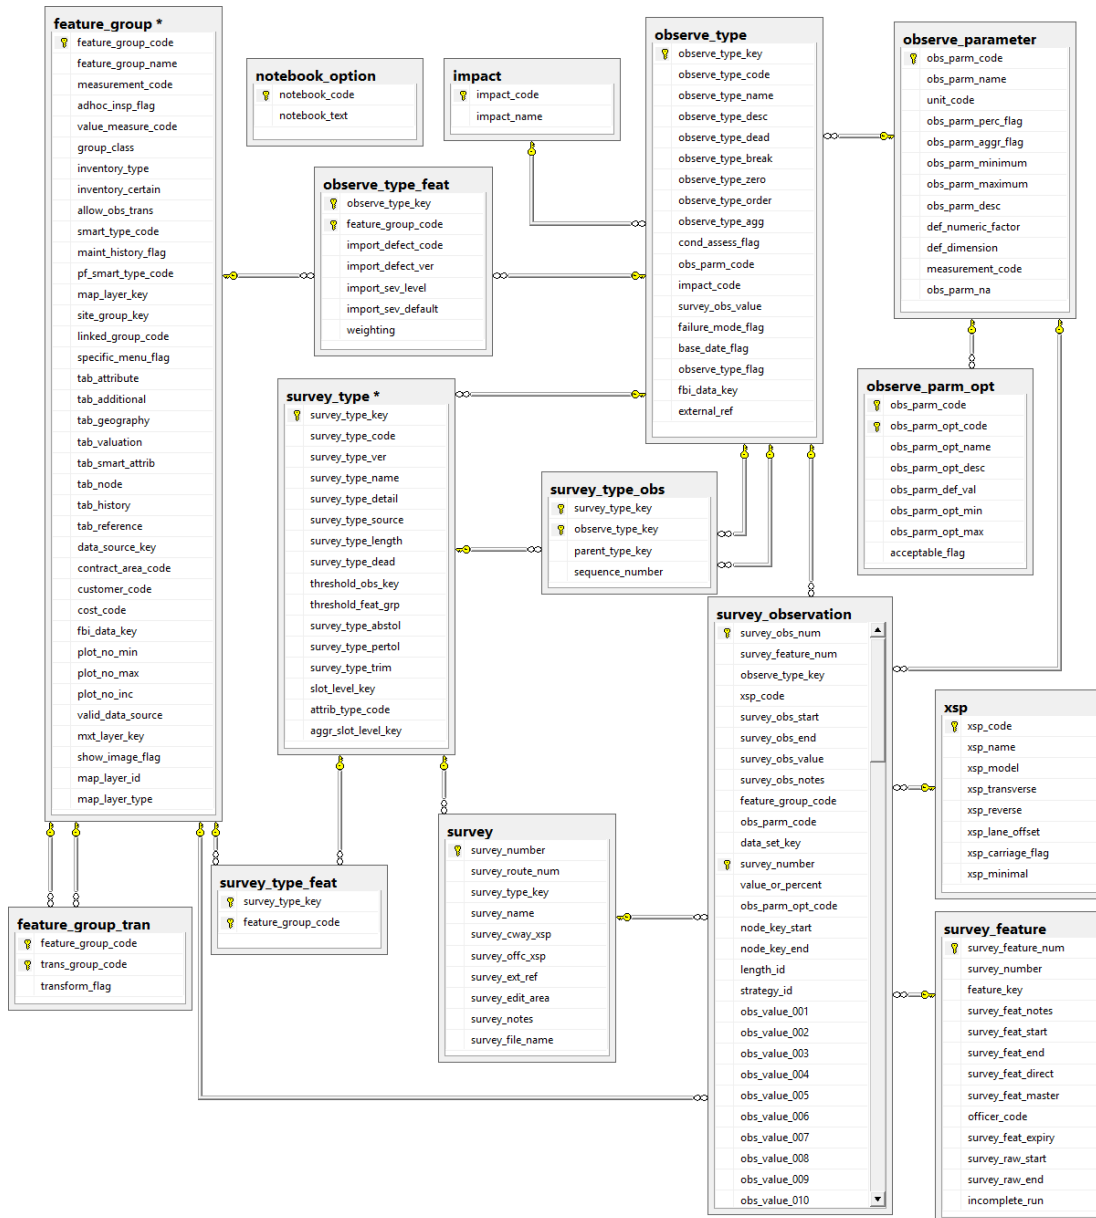 feature_group *
feature_group_code
feature_group_name
measurement_code
adhoc_insp_flag
value_measure_code
group_class
inventory_type
inventory_certain
allow_obs_trans
smart_type_code
maint_history_flag
pf_smart_type_code
map_layer_key
site_group_key
linked_group_code
specific_menu_flag
tab_attribute
tab_additional
tab_geography
tab_valuation
tab_smart_attrib
tab_node
tab_history
tab_reference
data_source_key
contract_area_code
customer_code
cost_code
fbi_data_key
plot_no_min
plot_no_max
plot_no_inc
valid_data_source
mxt_layer_key
show_image_flag
map_layer_id
map_layer_type
notebook_option
notebook_code
notebook_text
impact
impact_code
impact_name
observe_type
observe_type_key
observe_type_code
observe_type_name
observe_type_desc
observe_type_dead
observe_type_break
observe_type_zero
observe_type_order
observe_type_agg
cond_assess_flag
obs_parm_code
impact_code
survey_obs_value
failure_mode_flag
base_date_flag
observe_type_flag
fbi_data_key
external_ref
observe_parameter
obs_parm_code
obs_parm_name
unit_code
obs_parm_perc_flag
obs_parm_aggr_flag
obs_parm_minimum
obs_parm_maximum
obs_parm_desc
def_numeric_factor
def_dimension
measurement_code
obs_parm_na
observe_type_feat
observe_type_key
feature_group_code
import_defect_code
import_defect_ver
import_sev_level
import_sev_default
weighting
observe_parm_opt
obs_parm_code
obs_parm_opt_code
obs_parm_opt_name
obs_parm_opt_desc
obs_parm_def_val
obs_parm_opt_min
obs_parm_opt_max
acceptable_flag
survey_type *
survey_type_key
survey_type_code
survey_type_ver
survey_type_name
survey_type_detail
survey_type_source
survey_type_length
survey_type_dead
threshold_obs_key
threshold_feat_grp
survey_type_abstol
survey_type_pertol
survey_type_trim
slot_level_key
attrib_type_code
aggr_slot_level_key
survey_type_obs
survey_type_key
observe_type_key
parent_type_key
sequence_number
survey_observation
survey_obs_num
survey_feature_num
observe_type_key
xsp_code
survey_obs_start
survey_obs_end
survey_obs_value
survey_obs_notes
feature_group_code
obs_parm_code
data_set_key
survey_number
value_or_percent
obs_parm_opt_code
node_key_start
node_key_end
length_id
strategy_id
obs_value_001
obs_value_002
obs_value_003
obs_value_004
obs_value_005
obs_value_006
obs_value_007
obs_value_008
obs_value_009
obs_value_010
xsp
xsp_code
xsp_name
xsp_model
xsp_transverse
xsp_reverse
xsp_lane_offset
xsp_carriage_flag
xsp_minimal
survey
survey_number
survey_route_num
survey_type_key
survey_name
survey_cway_xsp
survey_offc_xsp
survey_ext_ref
survey_edit_area
survey_notes
survey_file_name
survey_type_feat
survey_type_key
feature_group_code
feature_group_tran
feature_group_code
trans_group_code
transform_flag
survey_feature
survey_feature_num
survey_number
feature_key
survey_feat_notes
survey_feat_start
survey_feat_end
survey_feat_direct
survey_feat_master
officer_code
survey_feat_expiry
survey_raw_start
survey_raw_end
incomplete_run